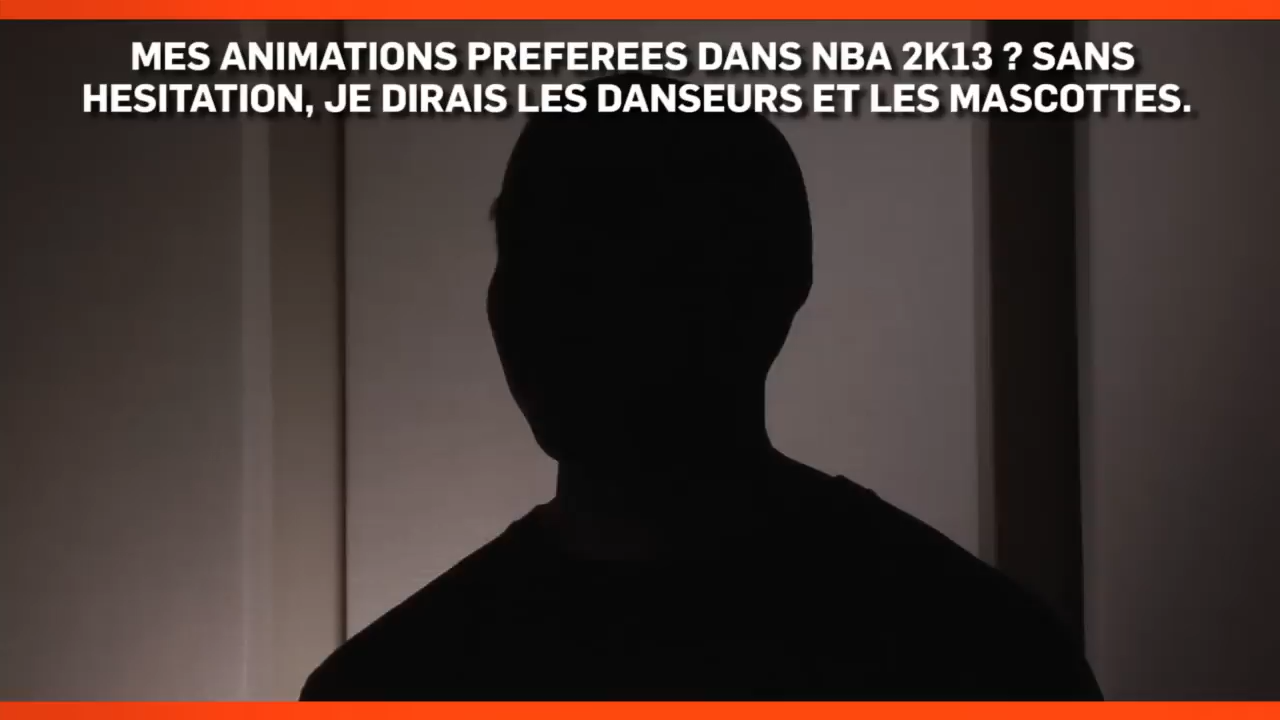 MES ANIMATIONS PREFEREES DANS NBA 2K13 ? SANS
HESITATION, JE DIRAIS LES DANSEURS ET LES MASCOTTES.